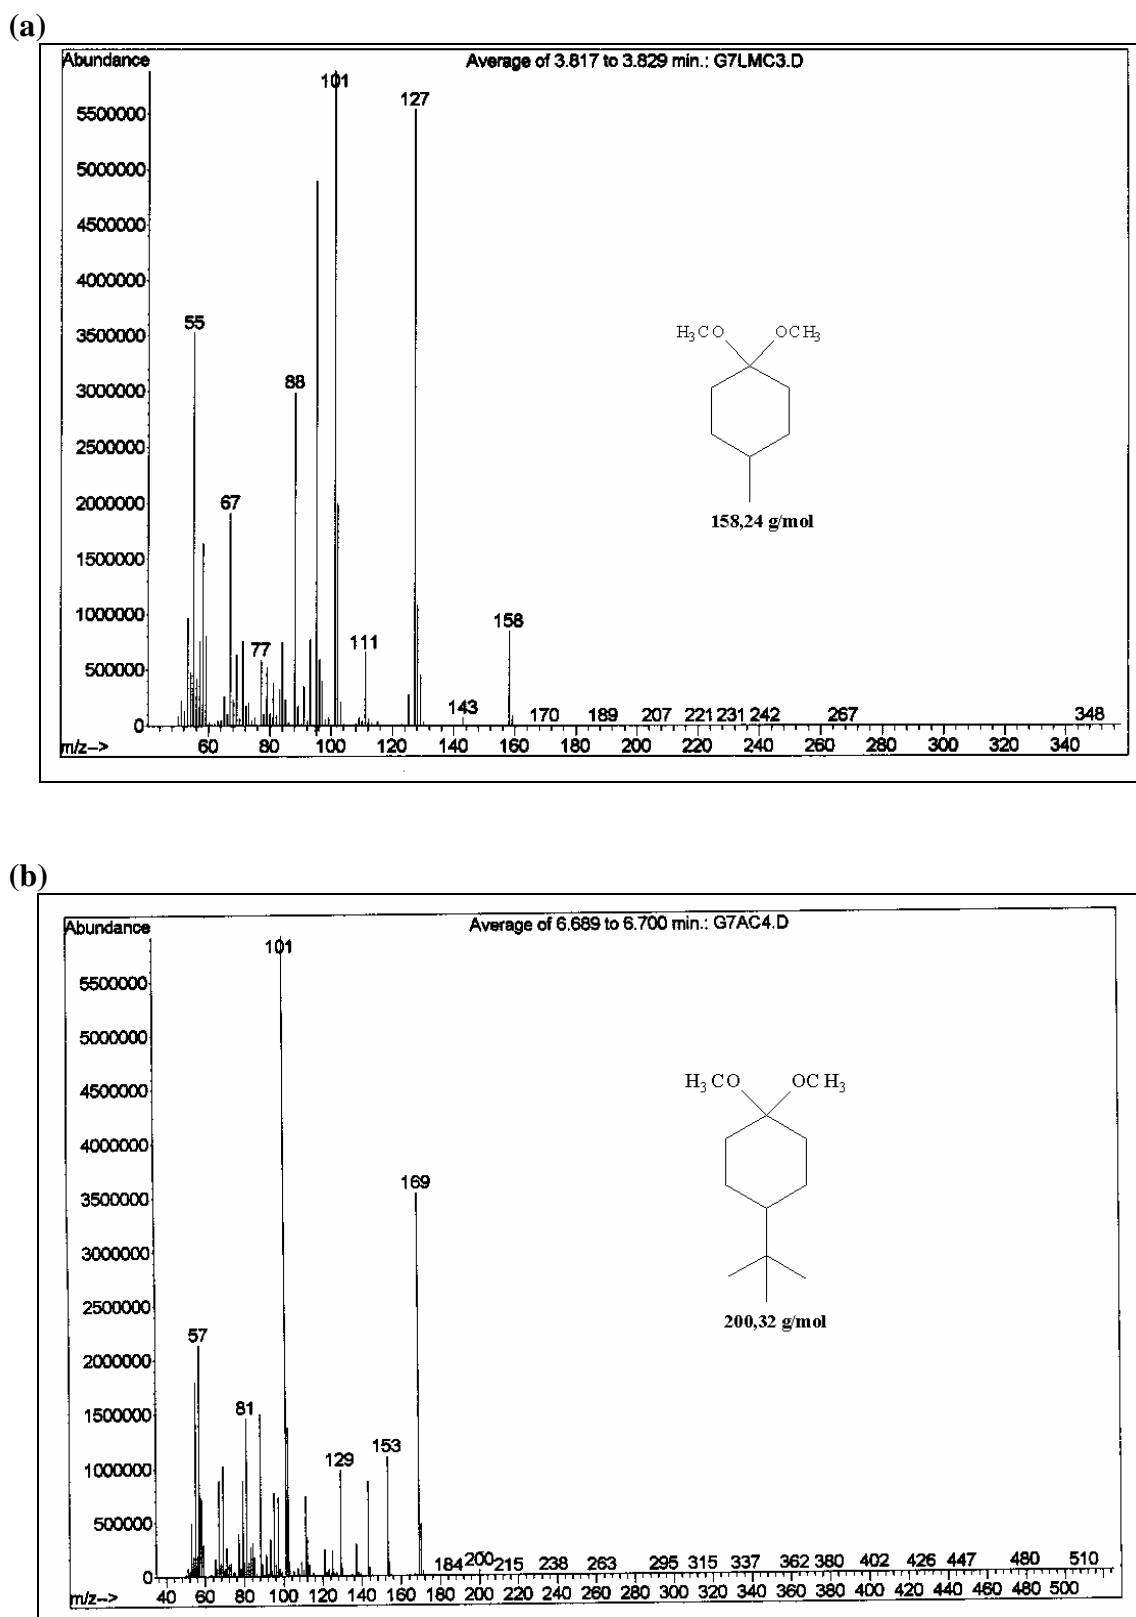 (a)
Abundance
Average of 3.817 to 3.829 min.: G7LMC3.D
101
127
5500000
5000000
4500000
4000000
3500000
55
H3CO
OCH3
3000000
88
2500000
2000000
67
158,24 g/mol
1500000
1000000
158
111
77
500000
143
170 189 207 221 231 242 267 348
0
m/z-->
60 80 100 120 140 160 180 200 220 240 260 280 300 320 340
(b)
Abundance
Average of 6.689 to 6.700 min.: G7AC4.D
101
5500000
5000000
4500000
H3CO
OCH3
4000000
3500000
169
3000000
2500000
57
200,32 g/mol
2000000
1500000
81
153
129
1000000
500000
184 200 215 238 263 295 315 337 362 380 402 426 447 480 510
0
m/z-->
40 60 80 100 120 140 160 180 200 220 240 260 280 300 320 340 360 380 400 420 440 460 480 500